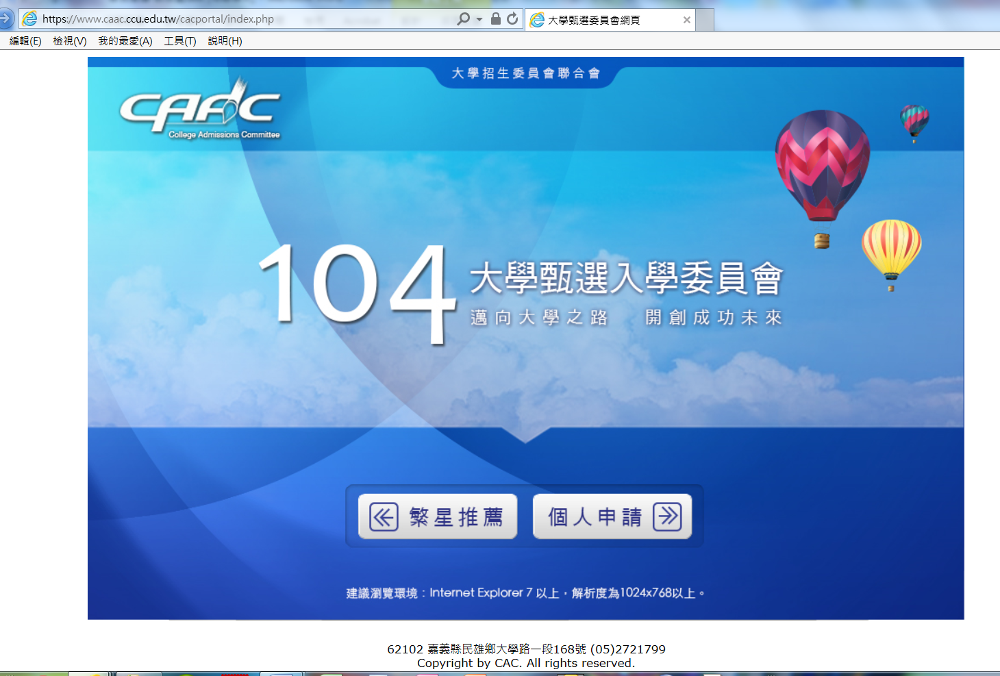 https://www.caac.ccu.edu.tw/cacportal/index.php
大學甄選委員會網頁
編輯(E) 檢視(V) 我的最愛(A) 工具(T) 說明(H)
大學招生委員會聯合會
CAAC
College Admissions Committee
104
大學甄選入學委員會
邁向大學之路 開創成功未來
繁星推薦
個人申請
建議瀏覽環境：Internet Explorer 7 以上，解析度為1024x768以上。
62102 嘉義縣民雄鄉大學路一段168號 (05)2721799
Copyright by CAC. All rights reserved.